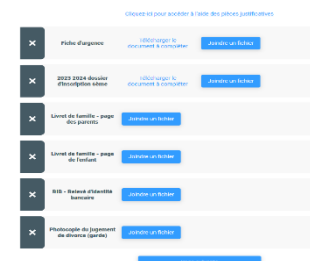 Cliquez ici pour accéder à l'aide des pièces justificatives
Fiche d'urgence
Télécharger le
document à compléter
Joindre un fichier
2023 2024 dossier
d'inscription 6ème
Télécharger le
document à compléter
Joindre un fichier
Livret de famille - page
des parents
Joindre un fichier
Livret de famille - page
de l'enfant
Joindre un fichier
RIB - Relevé d'identité
bancaire
Joindre un fichier
Photocopie du jugement
de divorce (garde)
Joindre un fichier